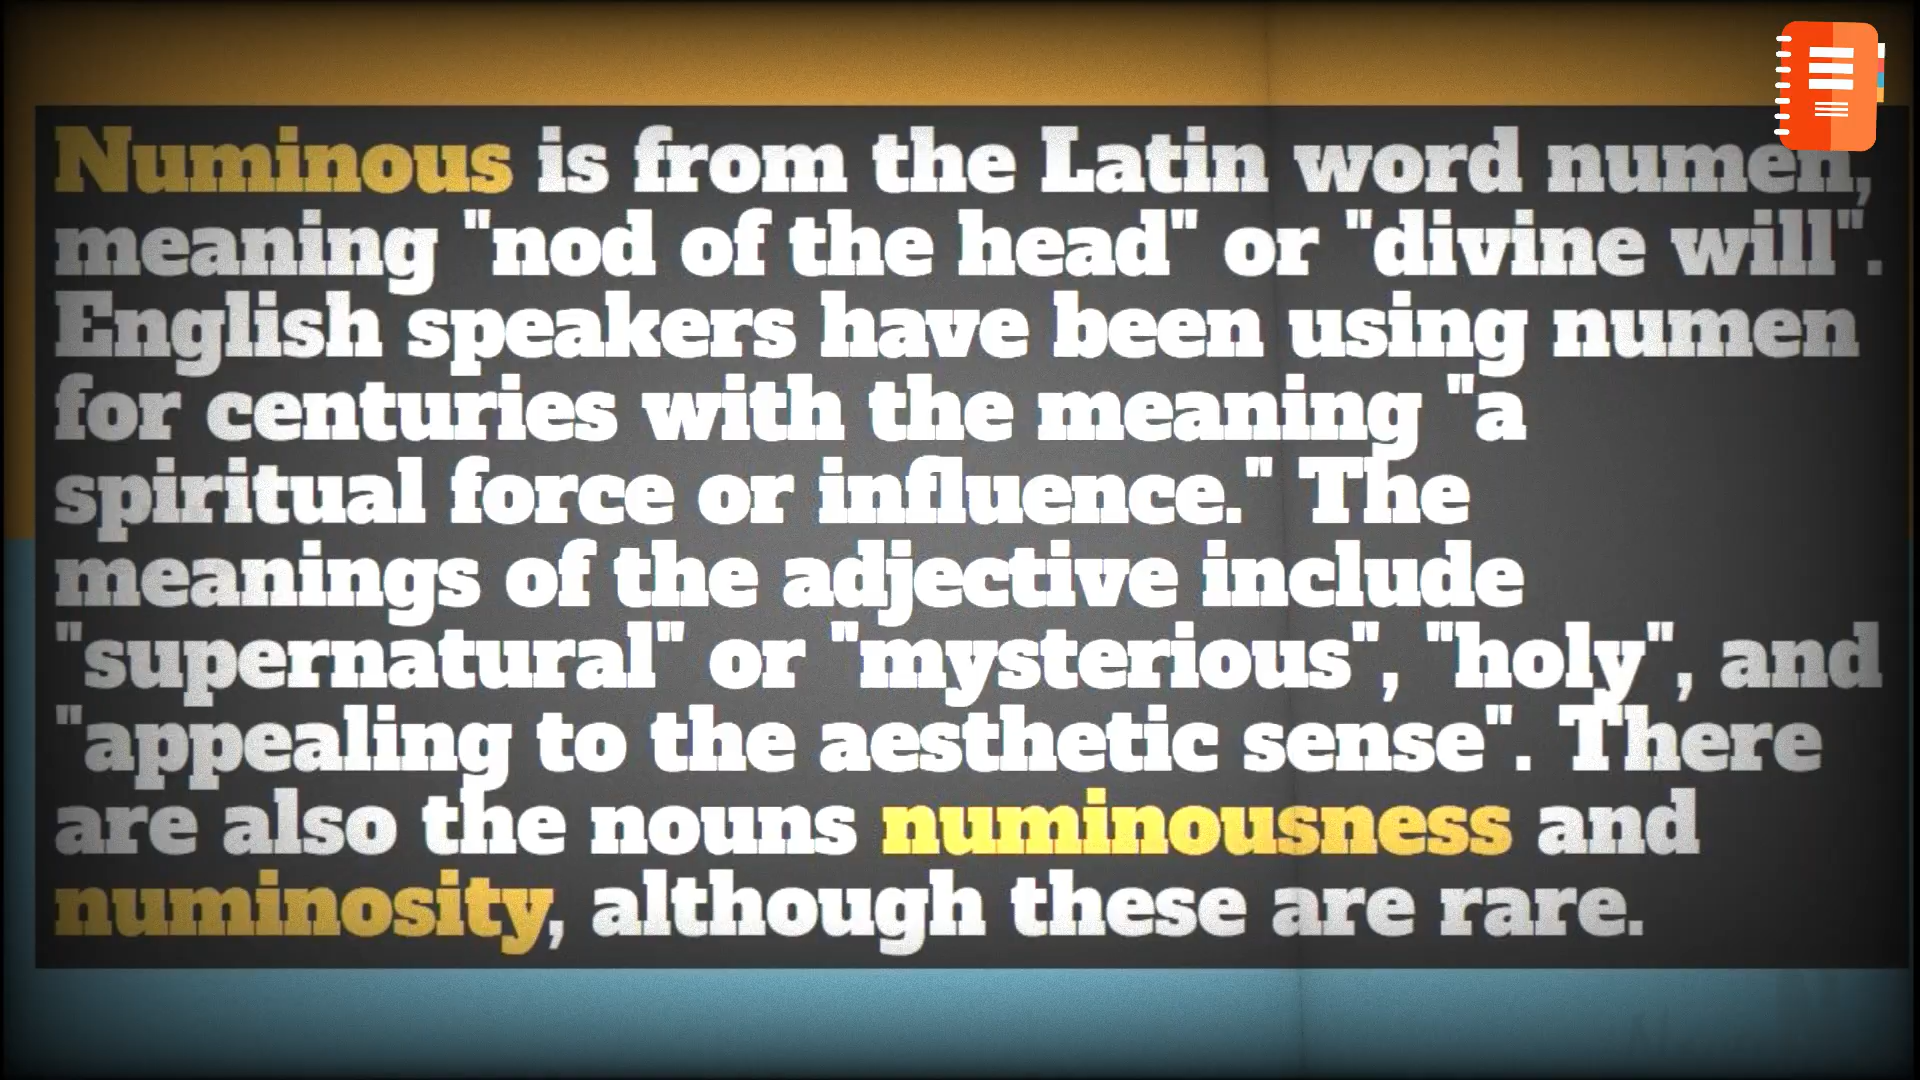 Numinous is from the Latin word numen,
meaning "nod of the head" or "divine will".
English speakers have been using numen
for centuries with the meaning "a
spiritual force or influence." The
meanings of the adjective include
"supernatural" or "mysterious", "holy", and
"appealing to the aesthetic sense". There
are also the nouns numinousness and
numinosity, although these are rare.